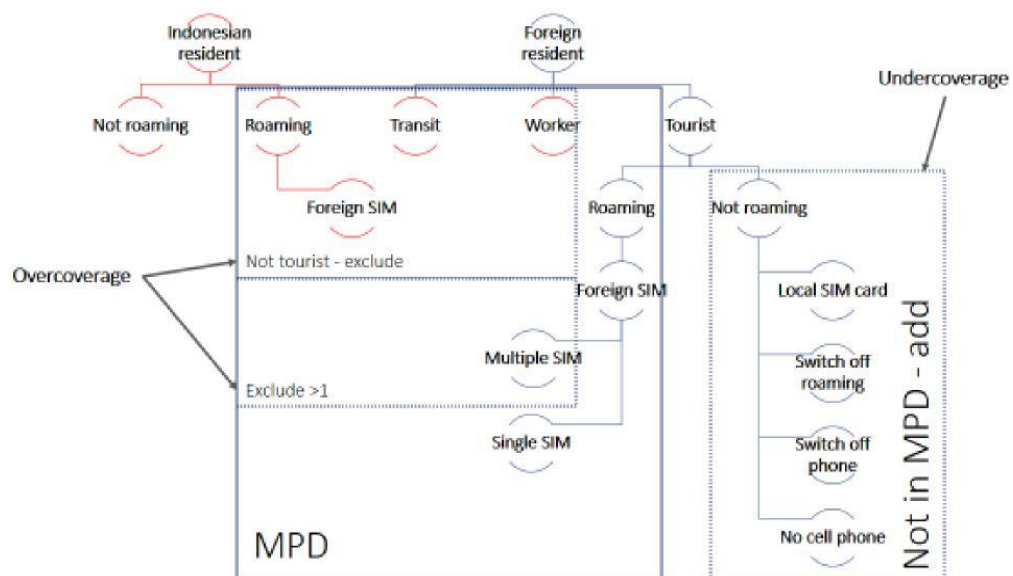 Indonesian
resident
Foreign
resident
Undercoverage
Not roaming
Roaming
Transit
Worker
Tourist
Foreign SIM
Roaming
Not roaming
Not tourist - exclude
Overcoverage
Foreign SIM
Local SIM card
Multiple SIM
Switch off
roaming
Exclude >1
Single SIM
Switch off
phone
No cell phone
MPD
Not in MPD - add